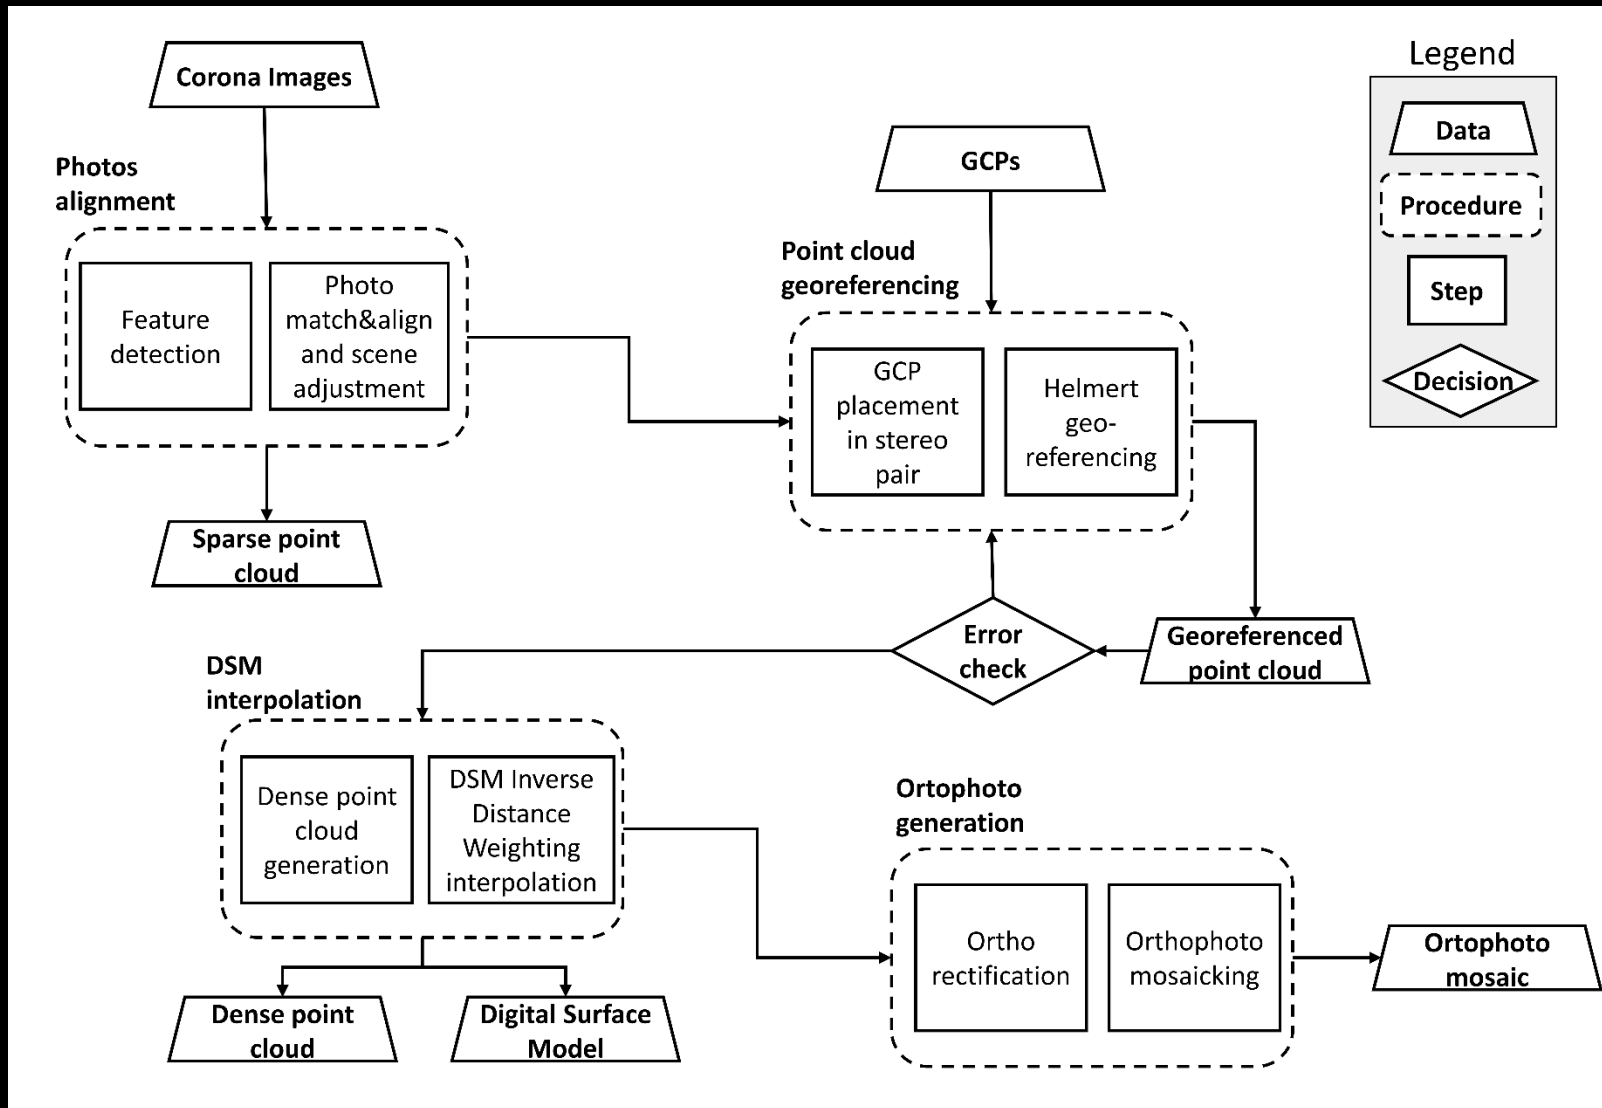 Corona Images
Photos
alignment
Feature
detection
Photo
match&align
and scene
adjustment
Sparse point
cloud
GCPs
Point cloud
georeferencing
GCP
placement
in stereo
pair
Helmert
geo-
referencing
Error
check
Georeferenced
point cloud
DSM
interpolation
Dense point
cloud
generation
DSM Inverse
Distance
Weighting
interpolation
Dense point
cloud
Digital Surface
Model
Ortophoto
generation
Ortho
rectification
Orthophoto
mosaicking
Ortophoto
mosaic
Legend
Data
Procedure
Step
Decision